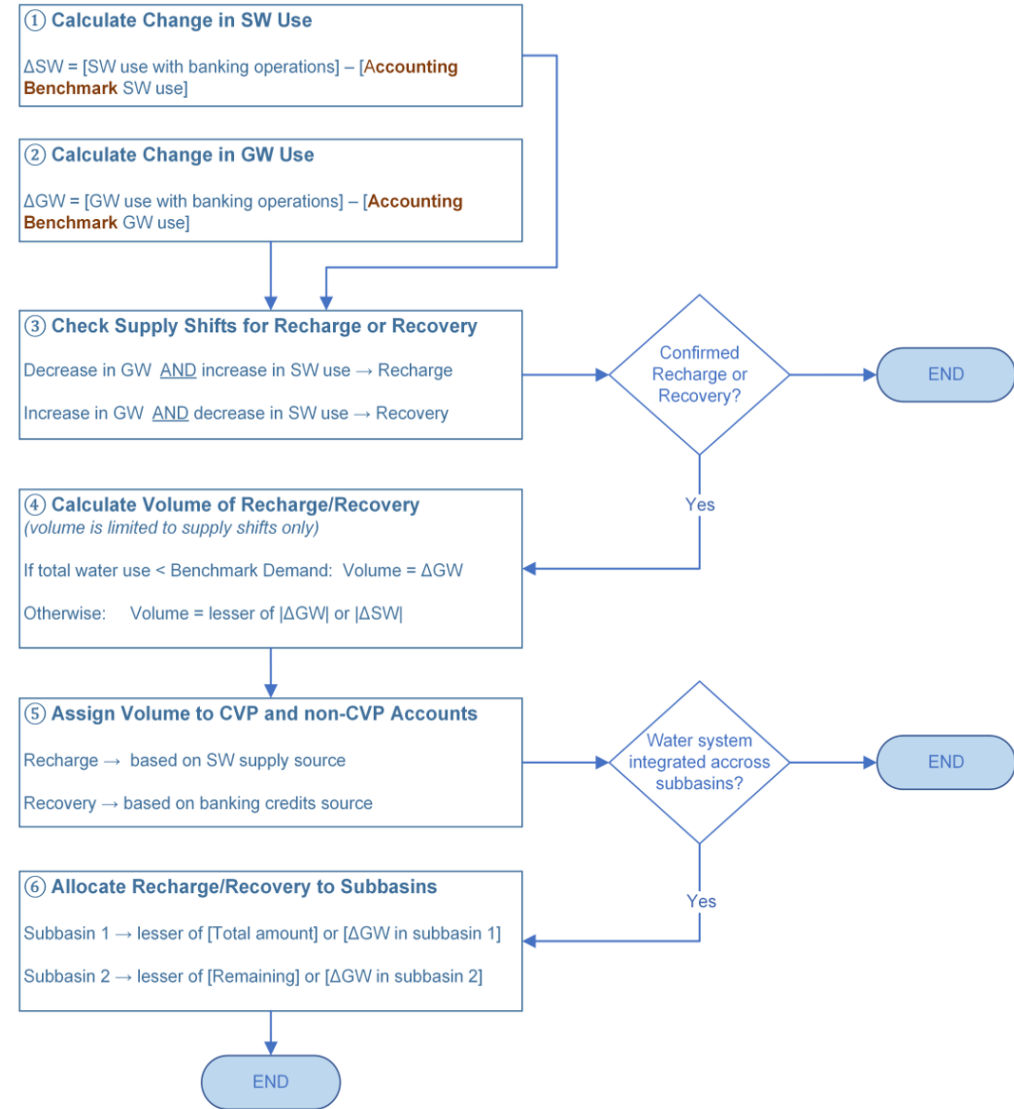 ① Calculate Change in SW Use
ΔSW = [SW use with banking operations] – [Accounting
Benchmark SW use]
② Calculate Change in GW Use
ΔGW = [GW use with banking operations] – [Accounting
Benchmark GW use]
③ Check Supply Shifts for Recharge or Recovery
Decrease in GW AND increase in SW use → Recharge
Increase in GW AND decrease in SW use → Recovery
Confirmed
Recharge or
Recovery?
END
Yes
④ Calculate Volume of Recharge/Recovery
(volume is limited to supply shifts only)
If total water use < Benchmark Demand: Volume = ΔGW
Otherwise: Volume = lesser of |ΔGW| or |ΔSW|
⑤ Assign Volume to CVP and non-CVP Accounts
Recharge → based on SW supply source
Recovery → based on banking credits source
Water system
integrated accross
subbasins?
END
Yes
⑥ Allocate Recharge/Recovery to Subbasins
Subbasin 1 → lesser of [Total amount] or [ΔGW in subbasin 1]
Subbasin 2 → lesser of [Remaining] or [ΔGW in subbasin 2]
END